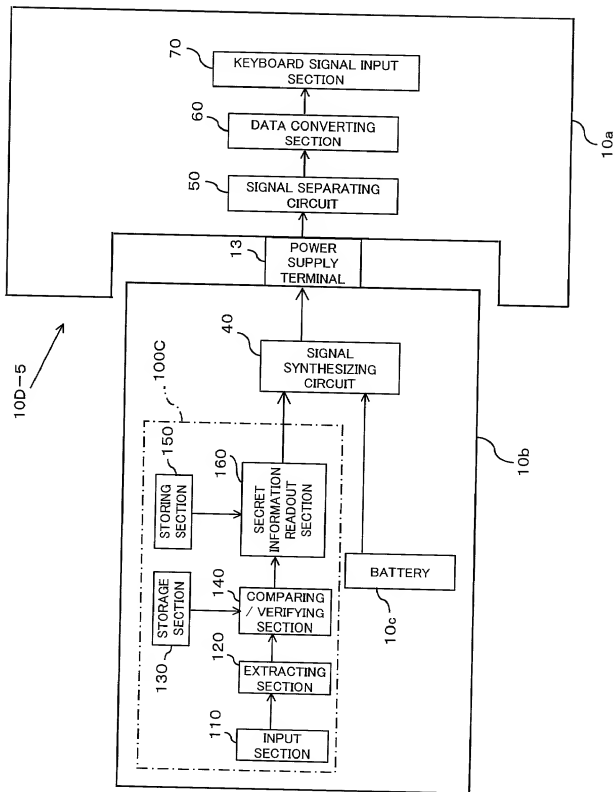 10D-5
100C
110
INPUT
SECTION
120
EXTRACTING
SECTION
130
STORAGE
SECTION
140
COMPARING
/ VERIFYING
SECTION
150
STORING
SECTION
160
SECRET
INFORMATION
READOUT
SECTION
BATTERY
10c
40
SIGNAL
SYNTHESIZING
CIRCUIT
10b
13
POWER
SUPPLY
TERMINAL
50
SIGNAL SEPARATING
CIRCUIT
60
DATA CONVERTING
SECTION
70
KEYBOARD SIGNAL INPUT
SECTION
10a